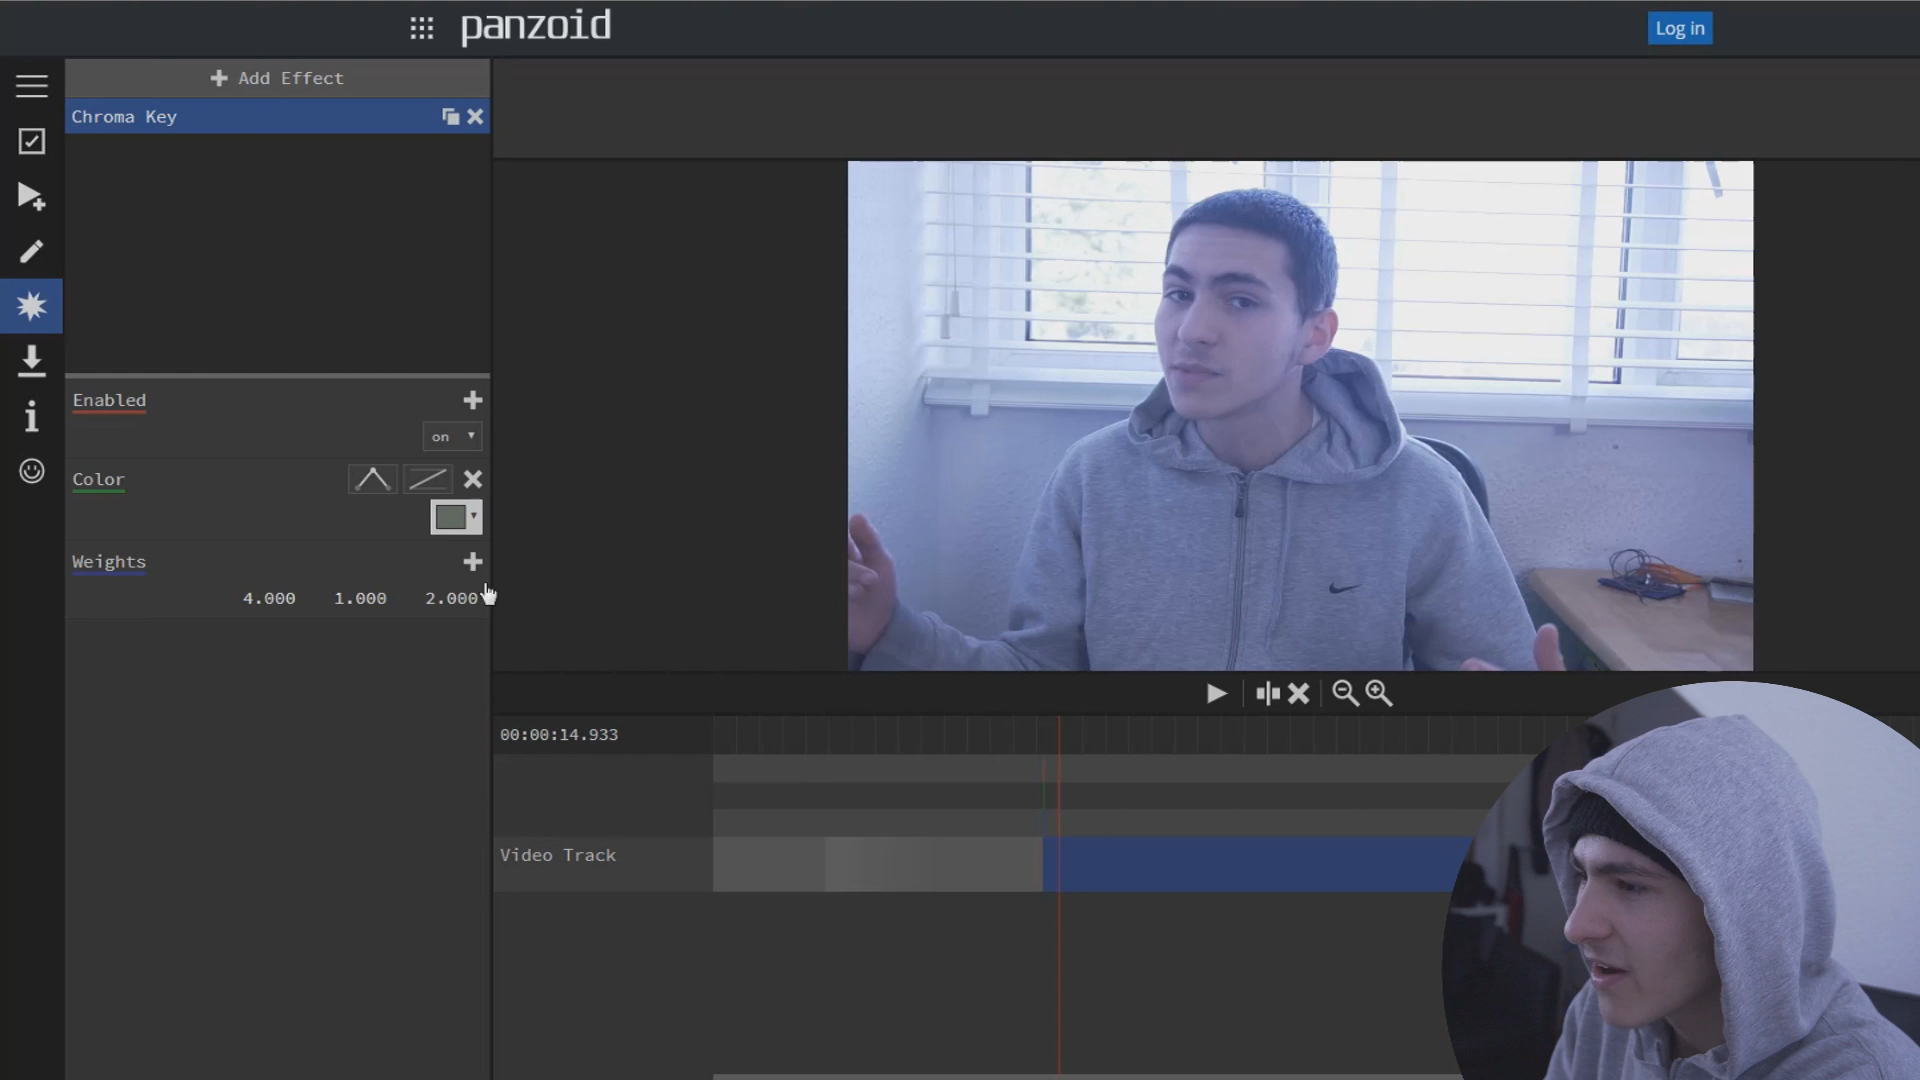 panzoid
Log in
Add Effect
Chroma Key
Enabled
on
Color
Weights
4.000 1.000 2.000
00:00:14.933
Video Track